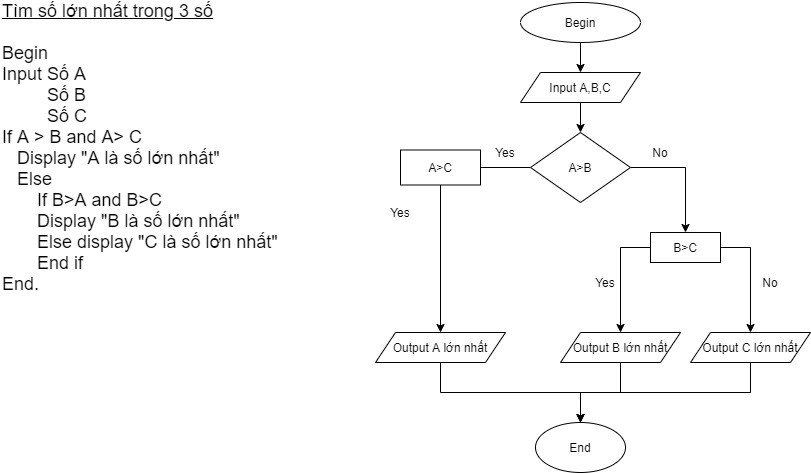 Tìm số lớn nhất trong 3 số
Begin
Input Số A
Số B
Số C
If A > B and A> C
Display "A là số lớn nhất"
Else
If B>A and B>C
Display "B là số lớn nhất"
Else display "C là số lớn nhất"
End if
End.
Begin
Input A,B,C
A>B
Yes
No
A>C
Yes
B>C
Yes
No
Output A lớn nhất
Output B lớn nhất
Output C lớn nhất
End